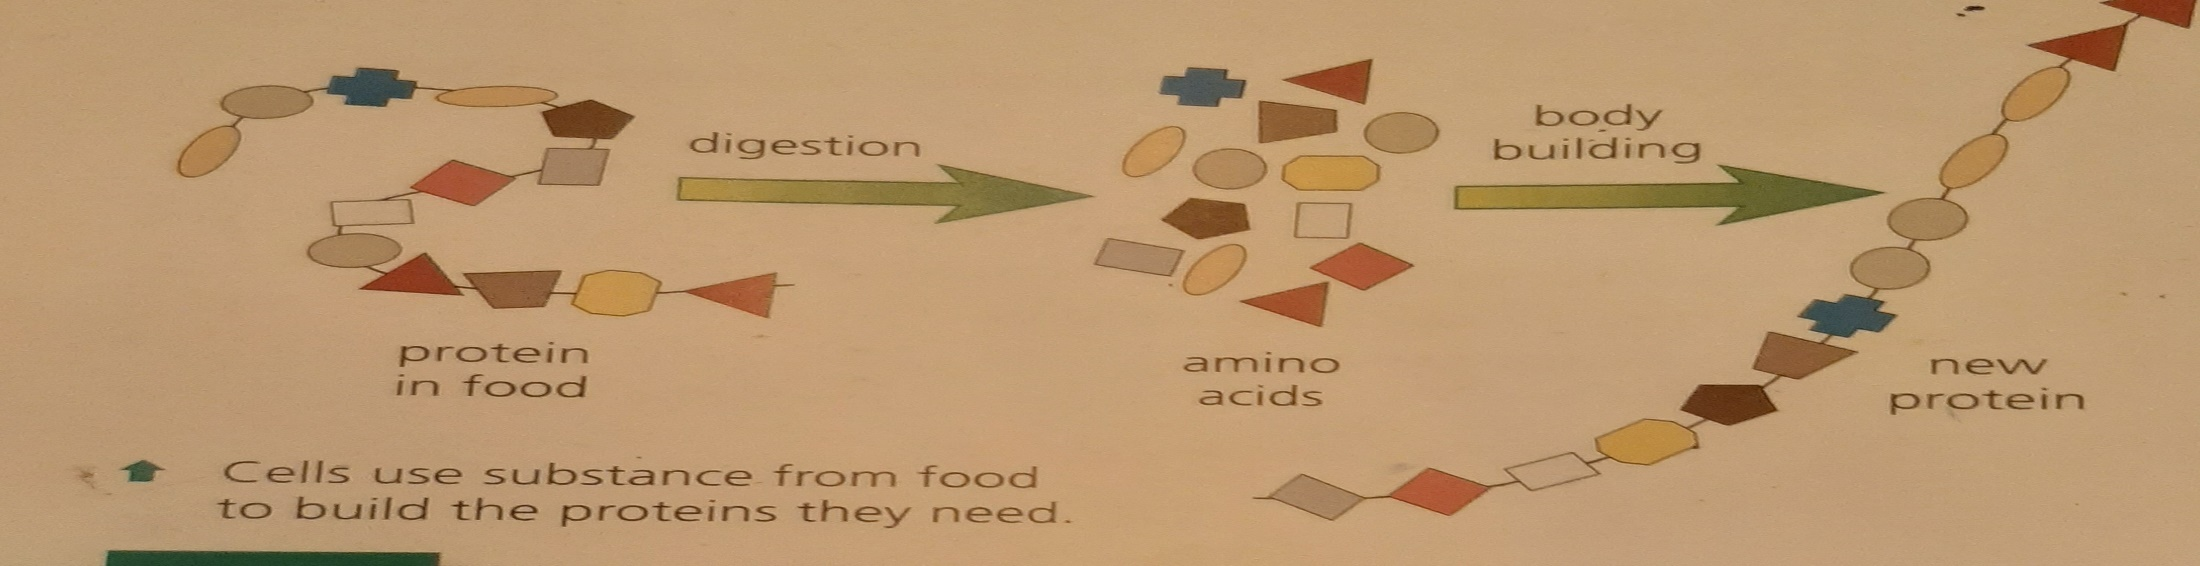 digestion
body
building
protein
in food
amino
acids
new
protein
Cells use substance from food
to build the proteins they need.